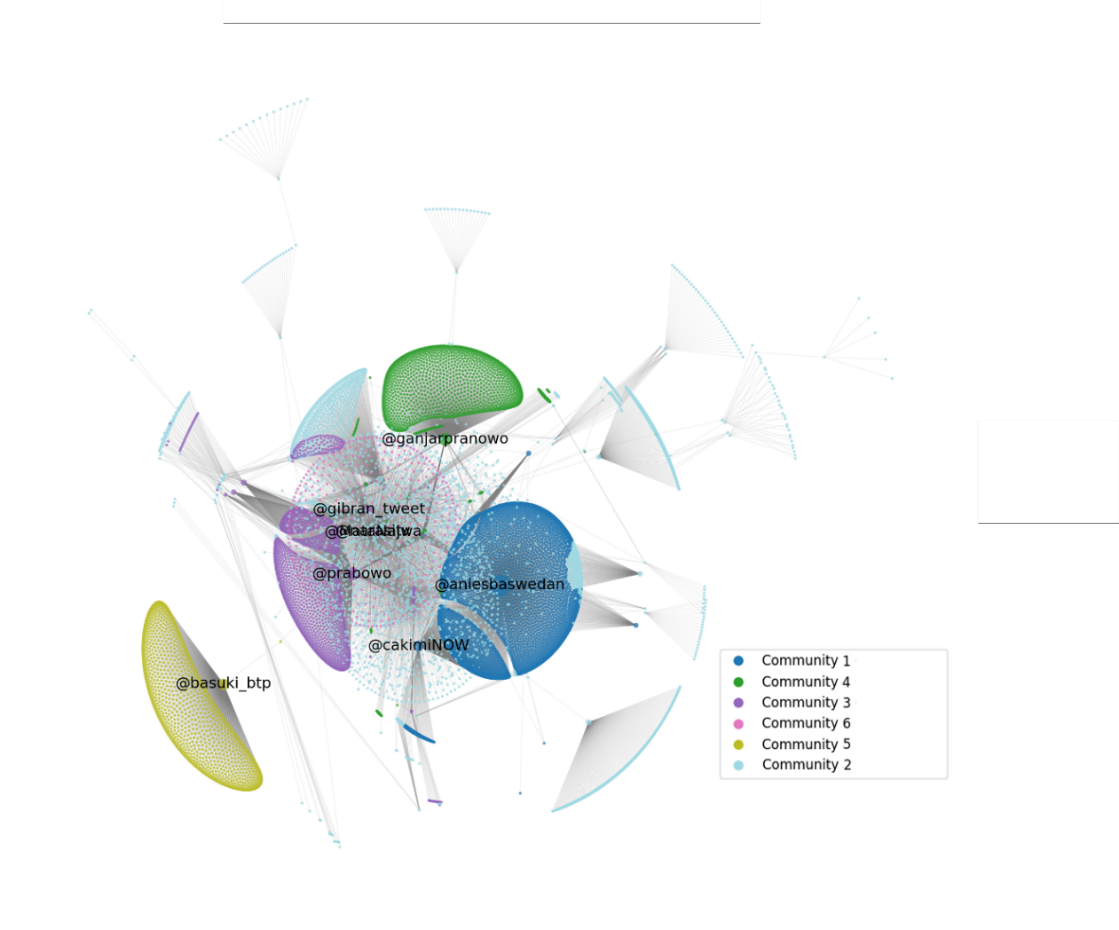 @ganjarpranowo
@gibran_tweet
@prabowo
@aniesbaswedan
@cakimiNOW
@basuki_btp
Community 1
Community 4
Community 3
Community 6
Community 5
Community 2